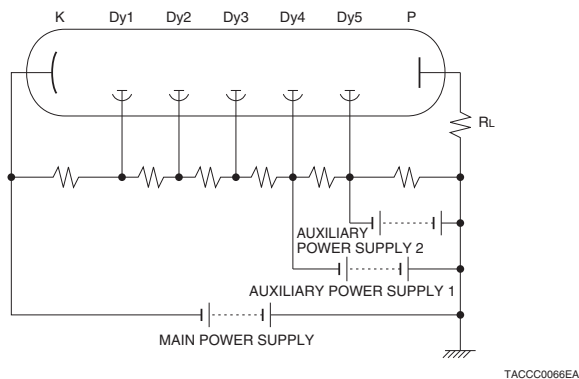 K Dy1 Dy2 Dy3 Dy4 Dy5 P
RL
AUXILIARY
POWER SUPPLY 2
AUXILIARY POWER SUPPLY 1
MAIN POWER SUPPLY
TACCC0066EA